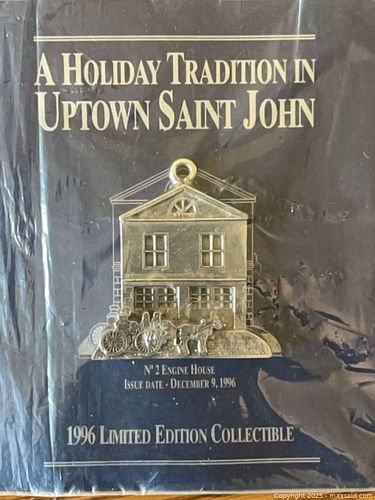 A HOLIDAY TRADITION IN
UPTOWN SAINT JOHN
Nº 2 ENGINE HOUSE
ISSUE DATE - DECEMBER 9, 1996
1996 LIMITED EDITION COLLECTIBLE
© Copyright 2025 - maxsold.com